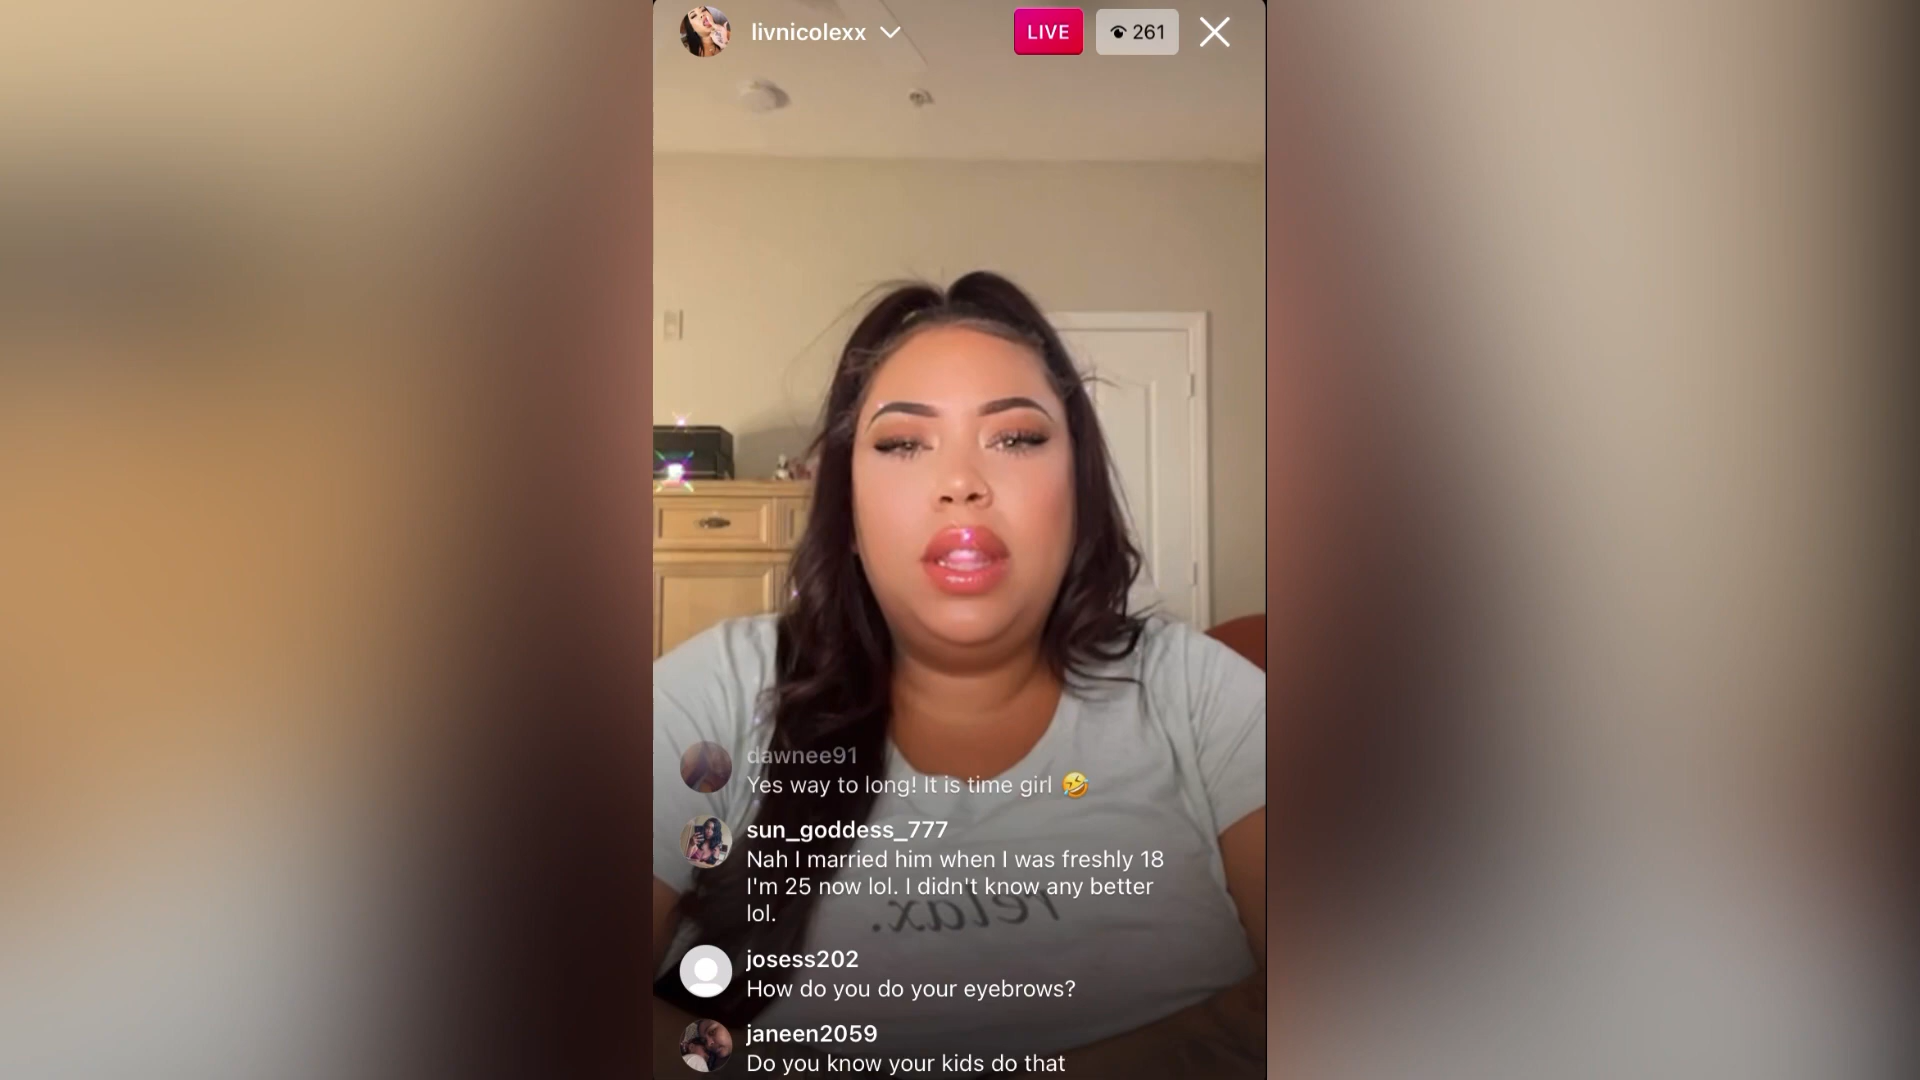 livnicolexx
LIVE
261
dawnee91
Yes way to long! It is time girl 🤣
sun_goddess_777
Nah I married him when I was freshly 18
I'm 25 now lol. I didn't know any better
lol.
relax.
josess202
How do you do your eyebrows?
janeen2059
Do you know your kids do that